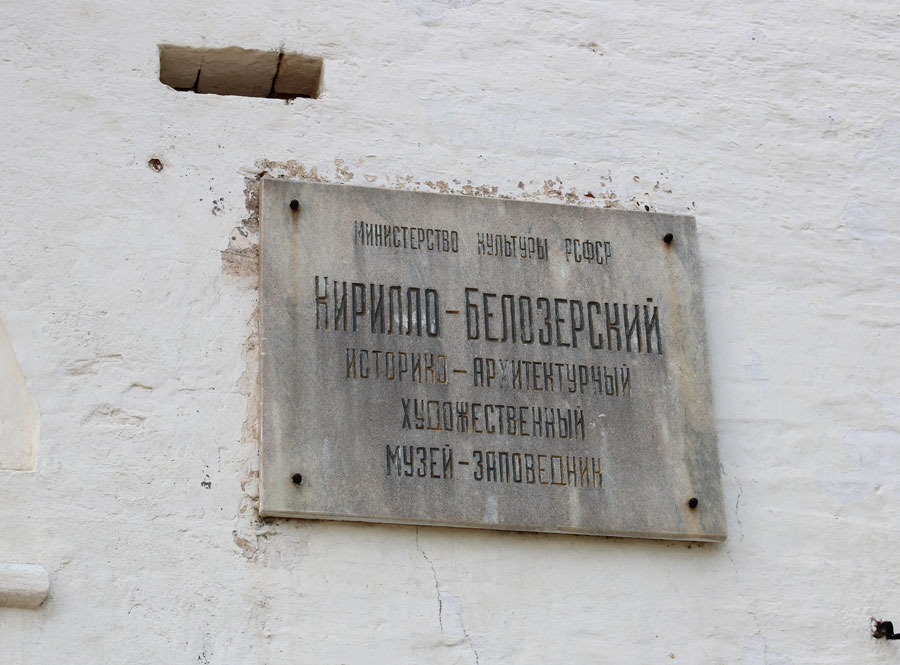 Министерство культуры РСФСР
Кирилло-Белозерский
историко-архитектурный
художественный
музей-заповедник